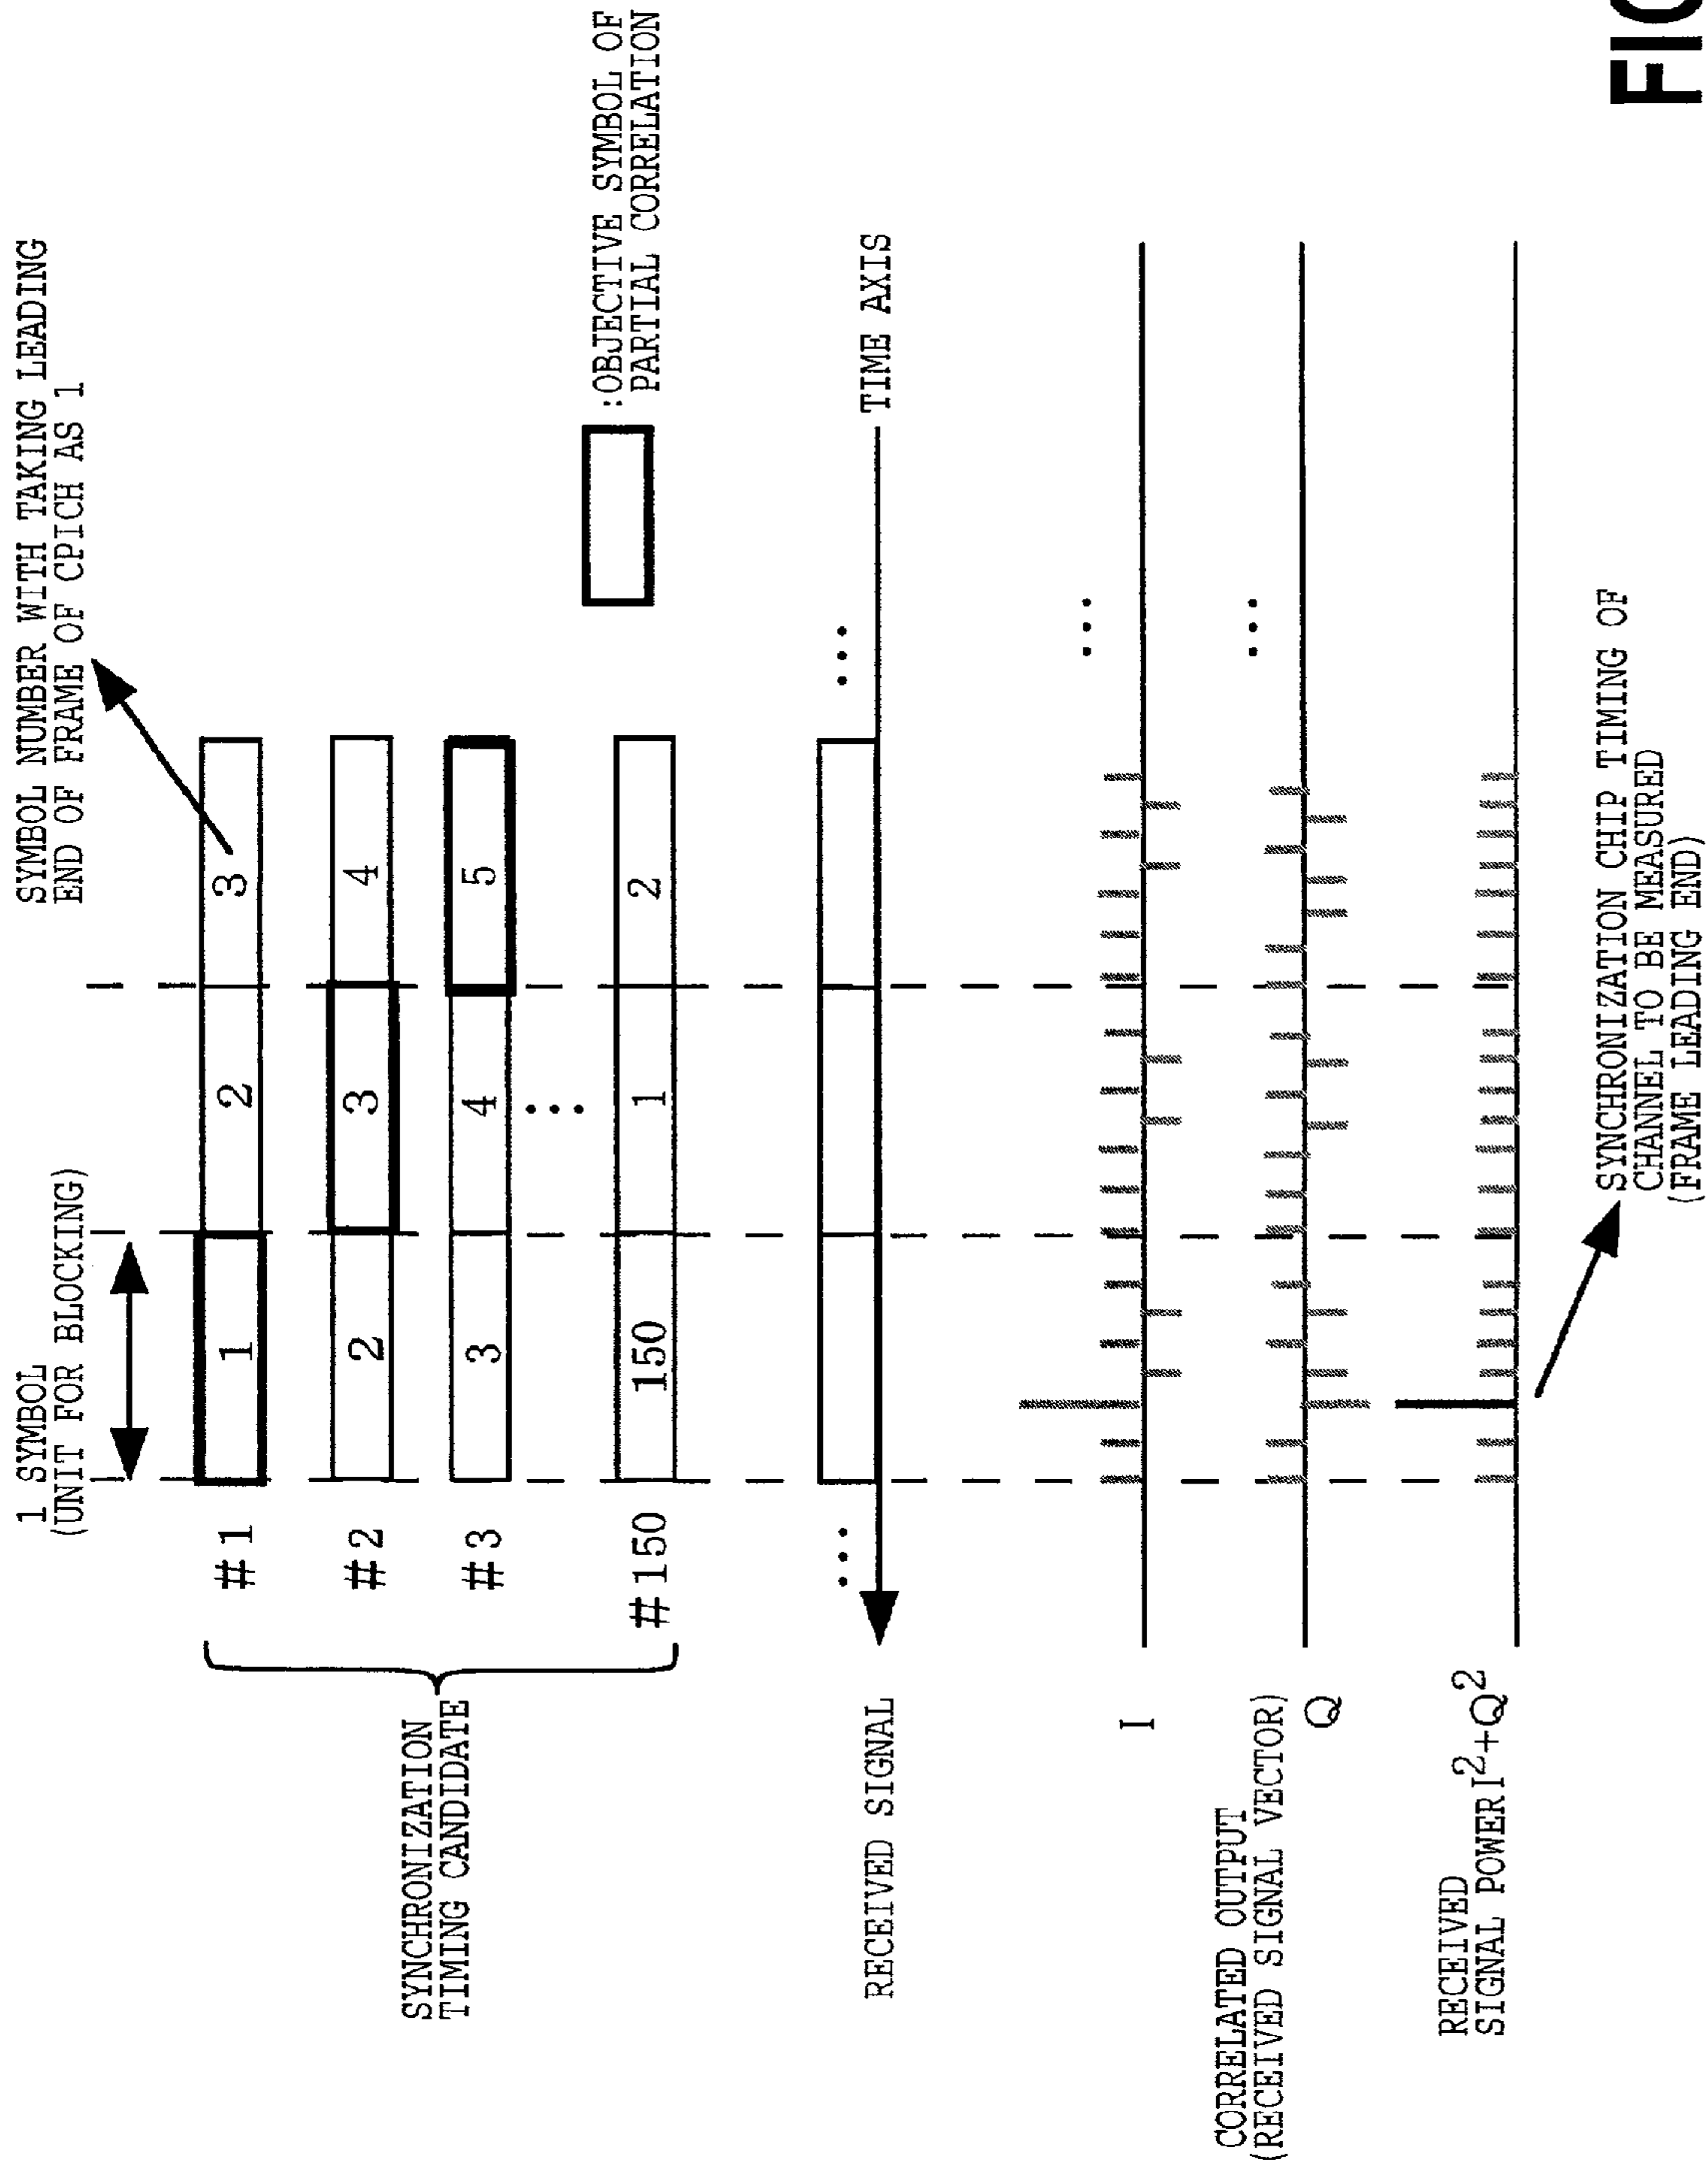 1 SYMBOL
(UNIT FOR BLOCKING)
SYMBOL NUMBER WITH TAKING LEADING
END OF FRAME OF CPICH AS 1
SYNCHRONIZATION
TIMING CANDIDATE
#1 1 2 3
#2 2 3 4
#3 3 4 5
...
#150 150 1 2
:OBJECTIVE SYMBOL OF
PARTIAL CORRELATION
RECEIVED SIGNAL
... ...
TIME AXIS
I
...
CORRELATED OUTPUT
(RECEIVED SIGNAL VECTOR)
Q
...
RECEIVED
SIGNAL POWER I²+Q²
SYNCHRONIZATION CHIP TIMING OF
CHANNEL TO BE MEASURED
(FRAME LEADING END)